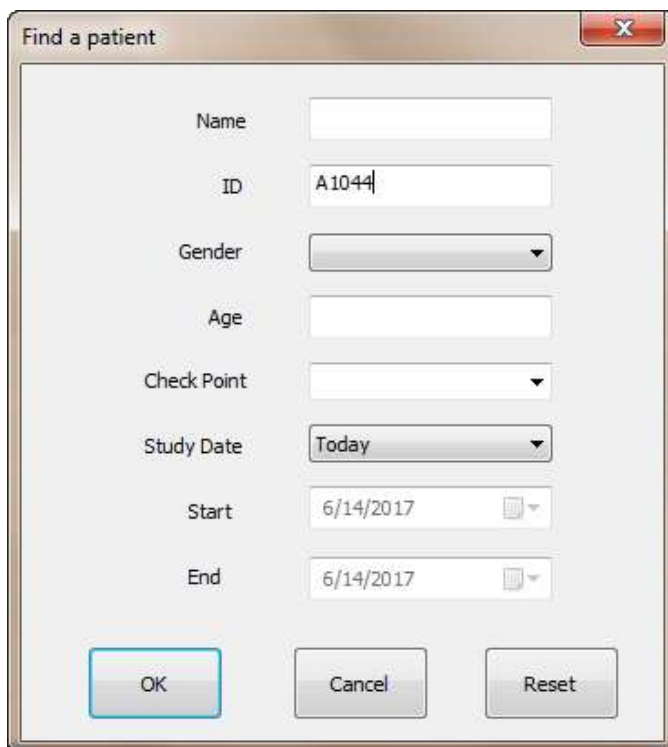 Find a patient
Name
ID A1044
Gender
Age
Check Point
Study Date Today
Start 6/14/2017
End 6/14/2017
OK Cancel Reset